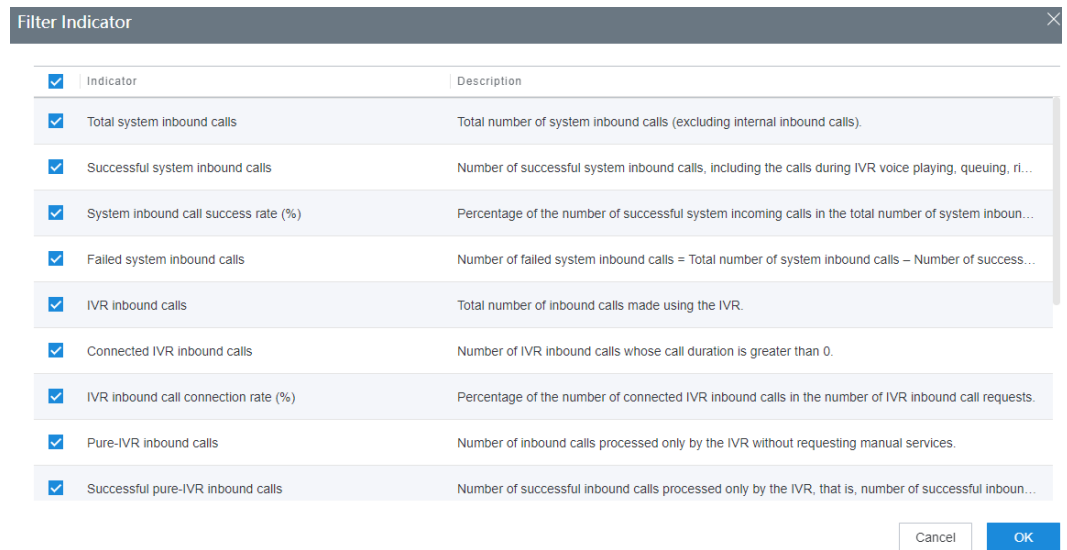 Filter Indicator
Indicator Description
Total system inbound calls Total number of system inbound calls (excluding internal inbound calls).
Successful system inbound calls Number of successful system inbound calls, including the calls during IVR voice playing, queuing, ri…
System inbound call success rate (%) Percentage of the number of successful system incoming calls in the total number of system inboun…
Failed system inbound calls Number of failed system inbound calls = Total number of system inbound calls – Number of success…
IVR inbound calls Total number of inbound calls made using the IVR.
Connected IVR inbound calls Number of IVR inbound calls whose call duration is greater than 0.
IVR inbound call connection rate (%) Percentage of the number of connected IVR inbound calls in the number of IVR inbound call requests.
Pure-IVR inbound calls Number of inbound calls processed only by the IVR without requesting manual services.
Successful pure-IVR inbound calls Number of successful inbound calls processed only by the IVR, that is, number of successful inboun…
Cancel OK